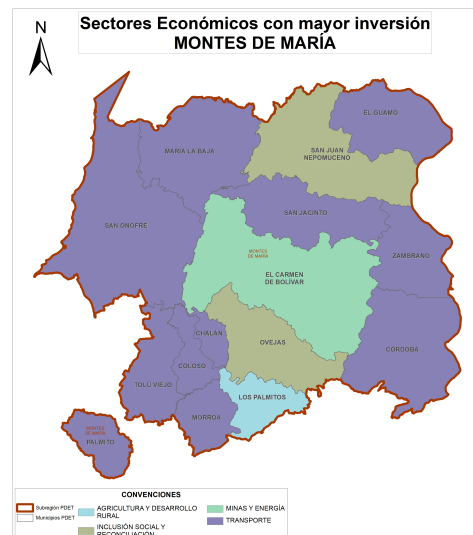 Sectores Económicos con mayor inversión
MONTES DE MARÍA
N
EL GUAMO
MARÍA LA BAJA
SAN JUAN
NEPOMUCENO
SAN JACINTO
SAN ONOFRE
MONTES
DE MARÍA
ZAMBRANO
EL CARMEN
DE BOLÍVAR
CHALÁN
OVEJAS
CÓRDOBA
COLOSO
TOLÚ VIEJO
LOS PALMITOS
MORROA
MONTES
DE MARÍA
PALMITO
CONVENCIONES
Subregión PDET
Municipios PDET
AGRICULTURA Y DESARROLLO
RURAL
INCLUSIÓN SOCIAL Y
RECONCILIACIÓN
MINAS Y ENERGÍA
TRANSPORTE